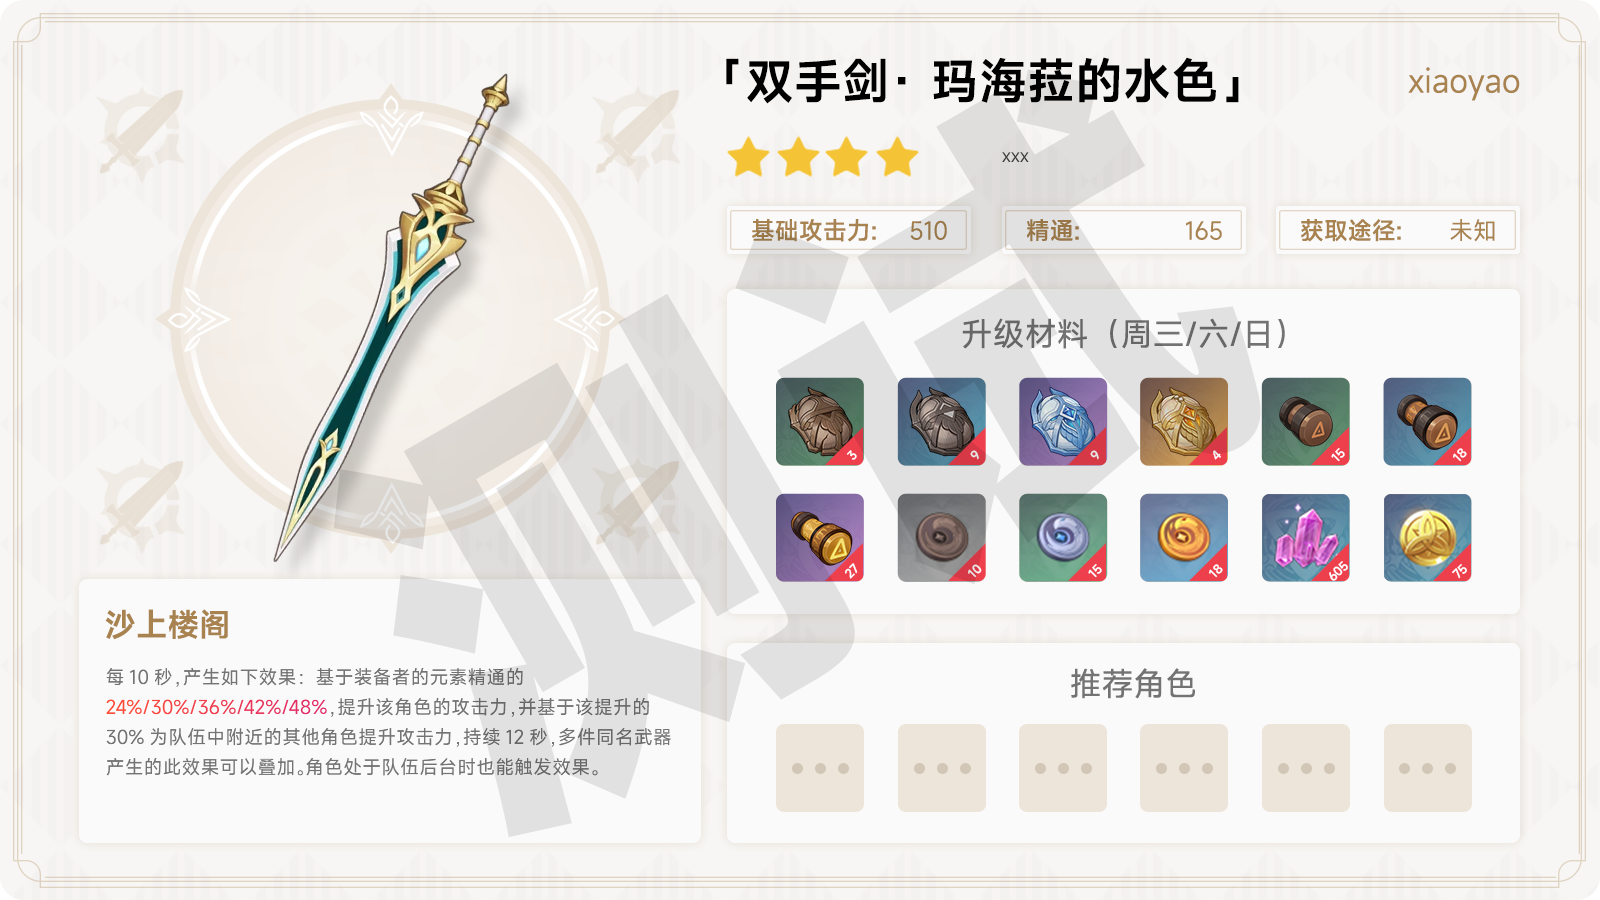 「双手剑· 玛海菈的水色」
xiaoyao
xxx
基础攻击力: 510
精通: 165
获取途径: 未知
升级材料（周三/六/日）
3 9 9 4 15 18
27 10 15 18 605 75
沙上楼阁
每 10 秒,产生如下效果：基于装备者的元素精通的
24%/30%/36%/42%/48%,提升该角色的攻击力,并基于该提升的
30% 为队伍中附近的其他角色提升攻击力,持续 12 秒,多件同名武器
产生的此效果可以叠加。角色处于队伍后台时也能触发效果。
推荐角色
测试